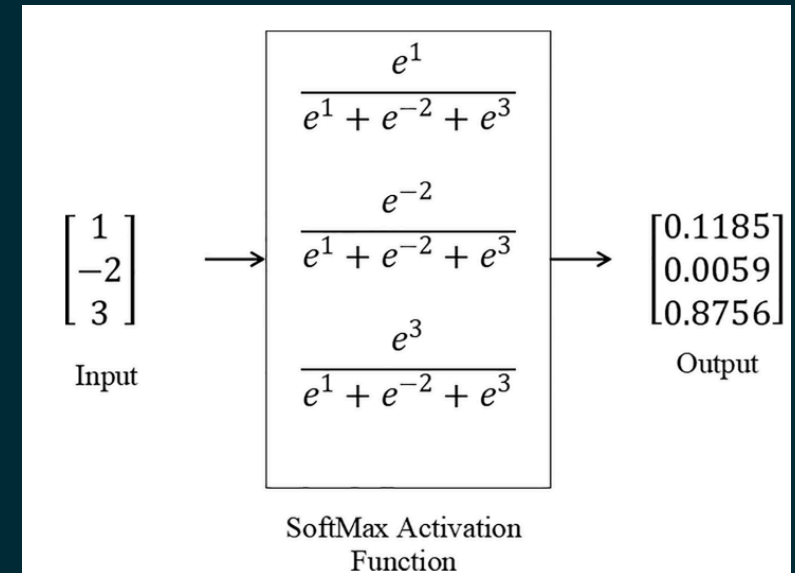 e^1
e^1 + e^−2 + e^3
e^−2
e^1 + e^−2 + e^3
e^3
e^1 + e^−2 + e^3
1
−2
3
Input
0.1185
0.0059
0.8756
Output
SoftMax Activation
Function